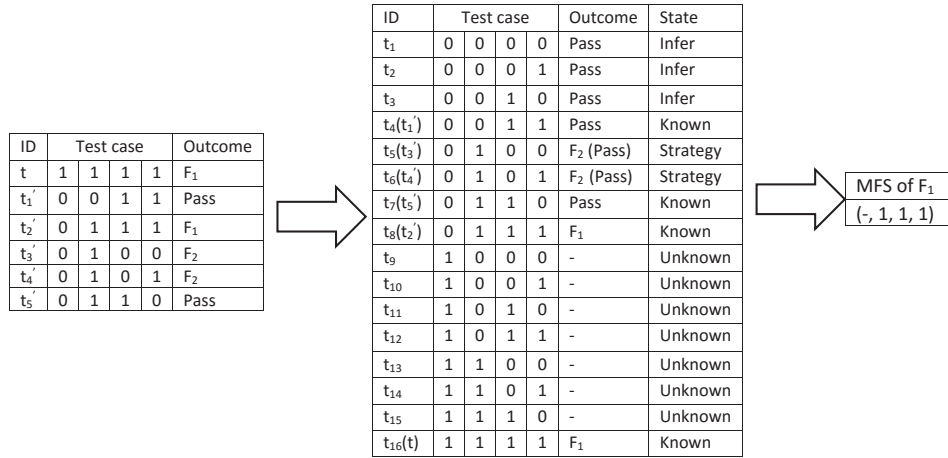 ID Test case Outcome
t 1 1 1 1 F₁
t₁′ 0 0 1 1 Pass
t₂′ 0 1 1 1 F₁
t₃′ 0 1 0 0 F₂
t₄′ 0 1 0 1 F₂
t₅′ 0 1 1 0 Pass
ID Test case Outcome State
t₁ 0 0 0 0 Pass Infer
t₂ 0 0 0 1 Pass Infer
t₃ 0 0 1 0 Pass Infer
t₄(t₁′) 0 0 1 1 Pass Known
t₅(t₃′) 0 1 0 0 F₂ (Pass) Strategy
t₆(t₄′) 0 1 0 1 F₂ (Pass) Strategy
t₇(t₅′) 0 1 1 0 Pass Known
t₈(t₂′) 0 1 1 1 F₁ Known
t₉ 1 0 0 0 - Unknown
t₁₀ 1 0 0 1 - Unknown
t₁₁ 1 0 1 0 - Unknown
t₁₂ 1 0 1 1 - Unknown
t₁₃ 1 1 0 0 - Unknown
t₁₄ 1 1 0 1 - Unknown
t₁₅ 1 1 1 0 - Unknown
t₁₆(t) 1 1 1 1 F₁ Known
MFS of F₁
(-, 1, 1, 1)